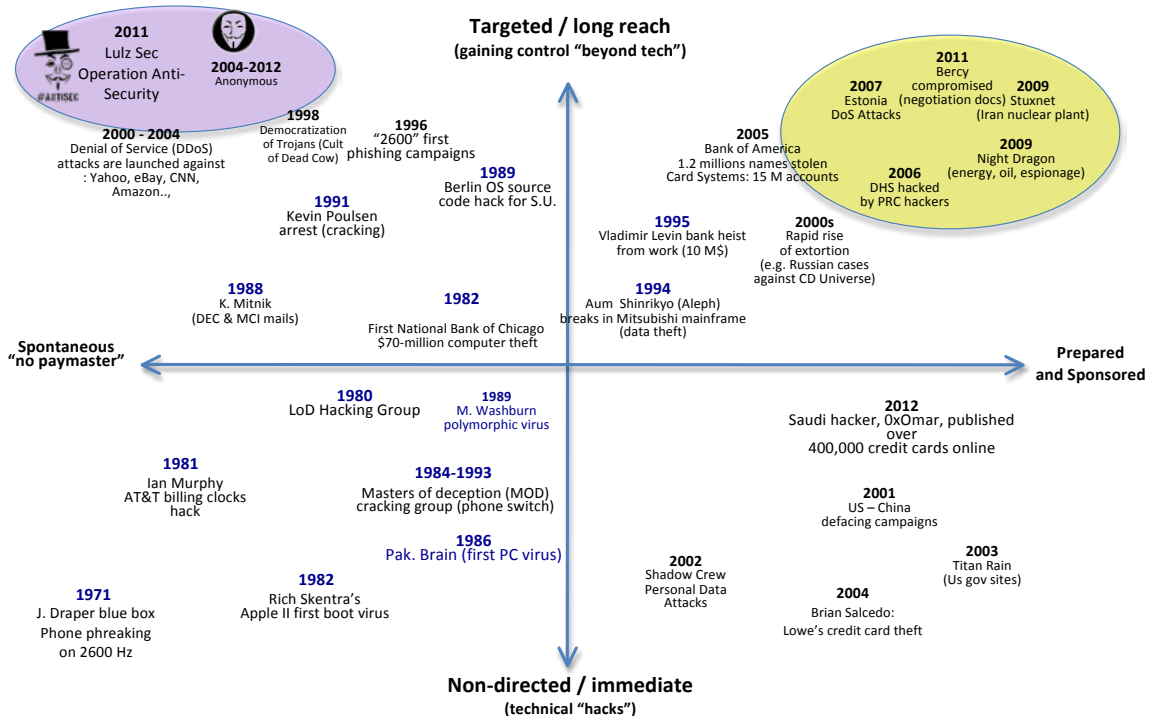 Targeted / long reach
(gaining control “beyond tech”)
2011
Lulz Sec
Operation Anti-
Security
#ANTISEC
2004-2012
Anonymous
2000 - 2004
Denial of Service (DDoS)
attacks are launched against
: Yahoo, eBay, CNN,
Amazon..,
1998
Democratization
of Trojans (Cult
of Dead Cow)
1996
“2600” first
phishing campaigns
1989
Berlin OS source
code hack for S.U.
1991
Kevin Poulsen
arrest (cracking)
1988
K. Mitnik
(DEC & MCI mails)
1982
First National Bank of Chicago
$70-million computer theft
2005
Bank of America
1.2 millions names stolen
Card Systems: 15 M accounts
2007
Estonia
DoS Attacks
2011
Bercy
compromised
(negotiation docs)
2009
Stuxnet
(Iran nuclear plant)
2009
Night Dragon
(energy, oil, espionage)
2006
DHS hacked
by PRC hackers
1995
Vladimir Levin bank heist
from work (10 M$)
2000s
Rapid rise
of extortion
(e.g. Russian cases
against CD Universe)
1994
Aum Shinrikyo (Aleph)
breaks in Mitsubishi mainframe
(data theft)
Spontaneous
“no paymaster”
Prepared
and Sponsored
1980
LoD Hacking Group
1989
M. Washburn
polymorphic virus
1981
Ian Murphy
AT&T billing clocks
hack
1984-1993
Masters of deception (MOD)
cracking group (phone switch)
1986
Pak. Brain (first PC virus)
1982
Rich Skentra’s
Apple II first boot virus
1971
J. Draper blue box
Phone phreaking
on 2600 Hz
2012
Saudi hacker, 0xOmar, published
over
400,000 credit cards online
2001
US – China
defacing campaigns
2002
Shadow Crew
Personal Data
Attacks
2003
Titan Rain
(Us gov sites)
2004
Brian Salcedo:
Lowe’s credit card theft
Non-directed / immediate
(technical “hacks”)